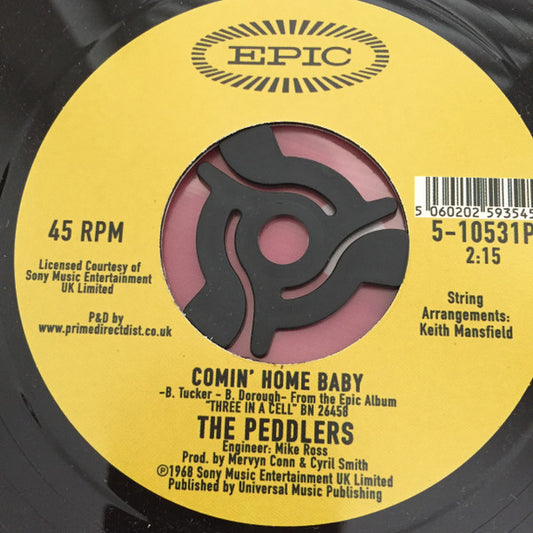 EPIC
5 060202 593545
45 RPM
5-10531P
2:15
Licensed Courtesy of
Sony Music Entertainment
UK Limited
P&D by
www.primedirectdist.co.uk
String
Arrangements:
Keith Mansfield
COMIN' HOME BABY
-B. Tucker - B. Dorough- From the Epic Album
"THREE IN A CELL" BN 26458
THE PEDDLERS
Engineer: Mike Ross
Prod. by Mervyn Conn & Cyril Smith
℗1968 Sony Music Entertainment UK Limited
Published by Universal Music Publishing